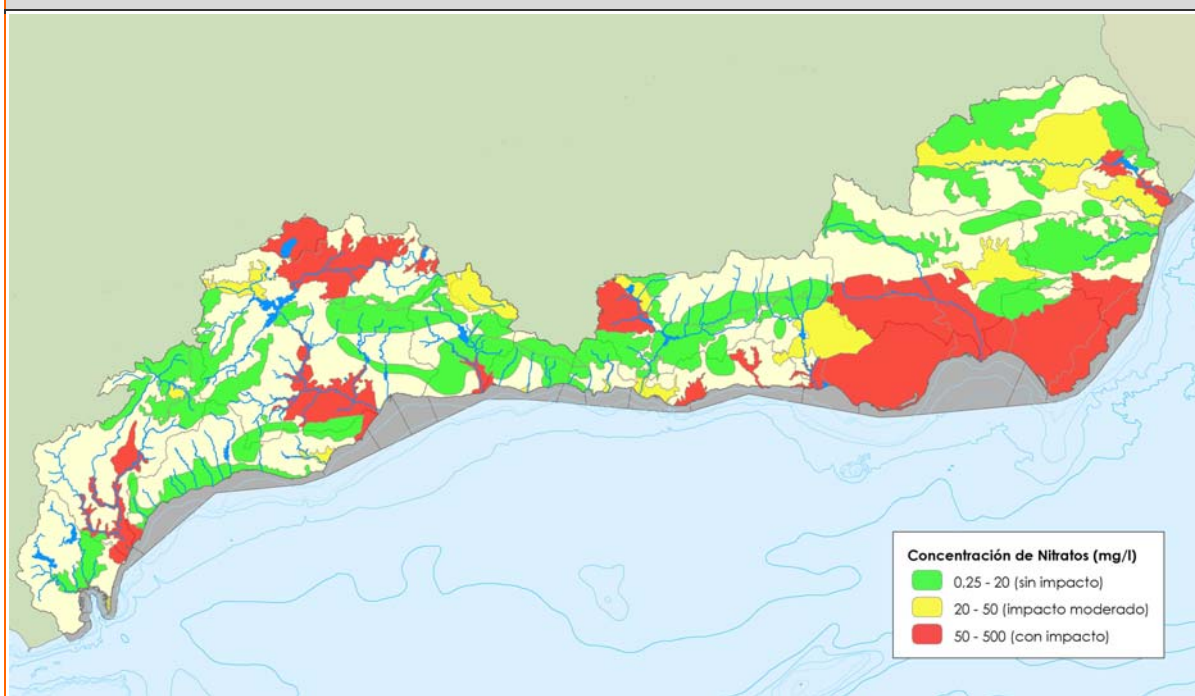 Concentración de Nitratos (mg/l)
0,25 - 20 (sin impacto)
20 - 50 (impacto moderado)
50 - 500 (con impacto)